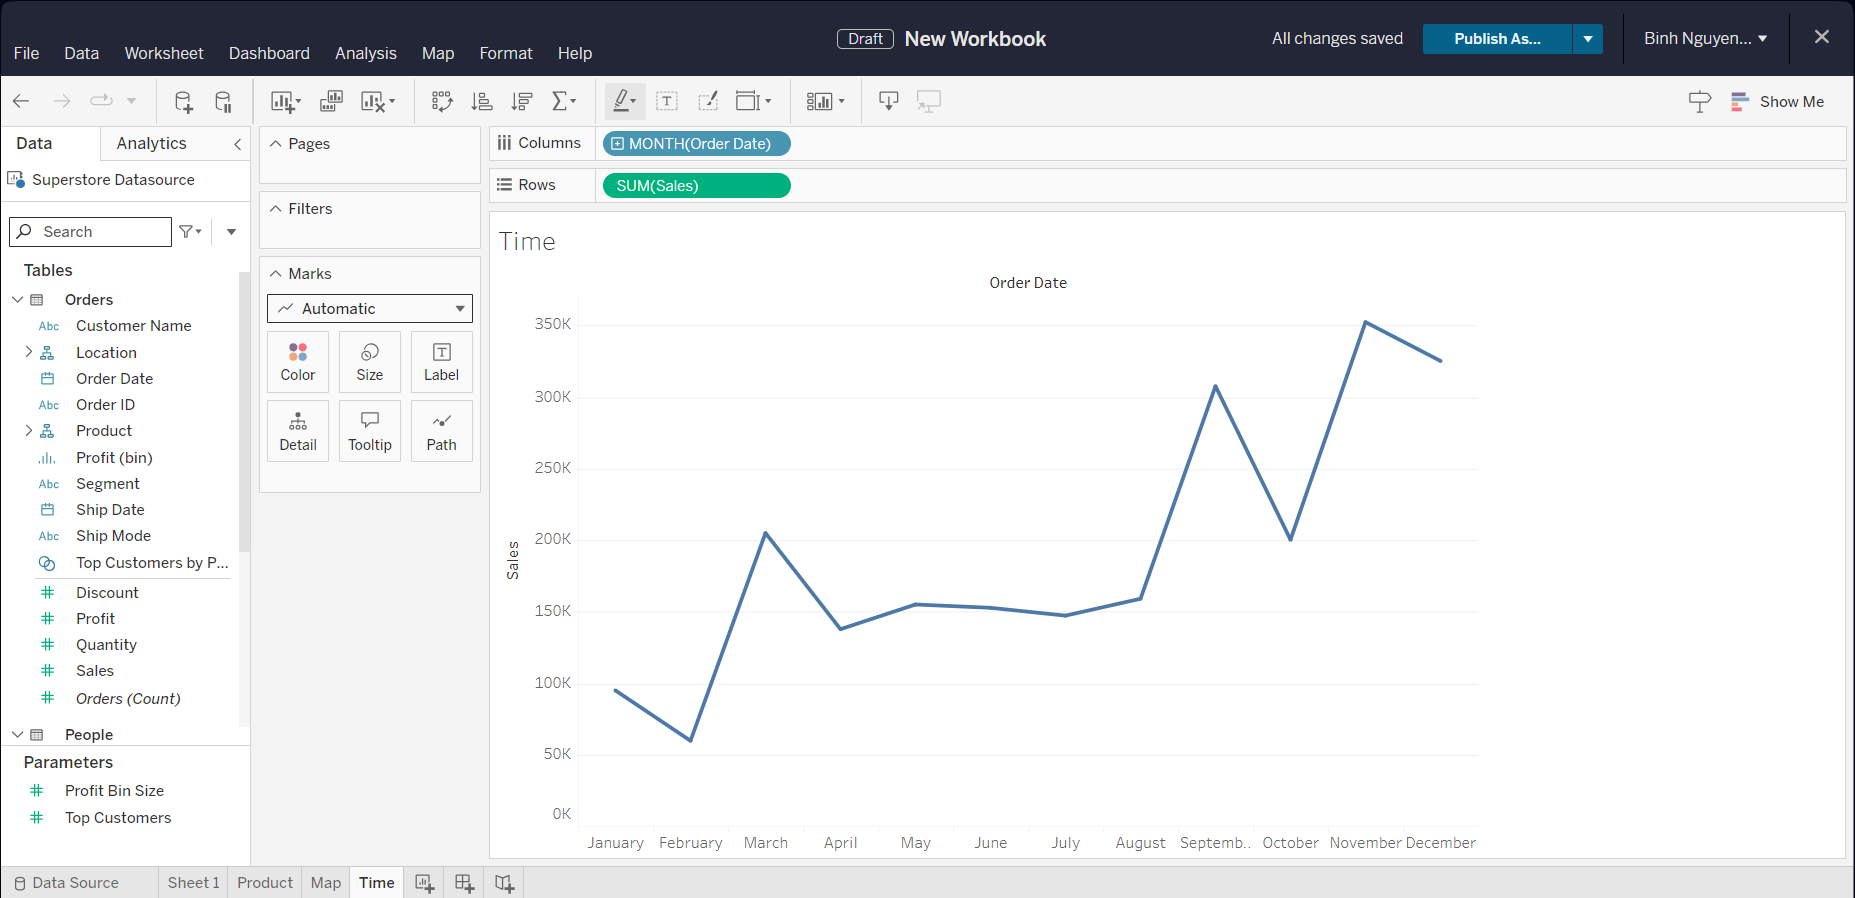 Draft New Workbook
All changes saved
Publish As...
Binh Nguyen...
File Data Worksheet Dashboard Analysis Map Format Help
Show Me
Data Analytics
Superstore Datasource
Search
Tables
Orders
Abc Customer Name
Location
Order Date
Abc Order ID
Product
Profit (bin)
Abc Segment
Ship Date
Abc Ship Mode
Top Customers by P...
Discount
Profit
Quantity
Sales
Orders (Count)
People
Parameters
Profit Bin Size
Top Customers
Pages
Filters
Marks
Automatic
Color Size Label
Detail Tooltip Path
Columns MONTH(Order Date)
Rows SUM(Sales)
Time
Order Date
350K
300K
250K
200K
150K
100K
50K
0K
Sales
January February March April May June July August Septemb.. October November December
Data Source Sheet 1 Product Map Time